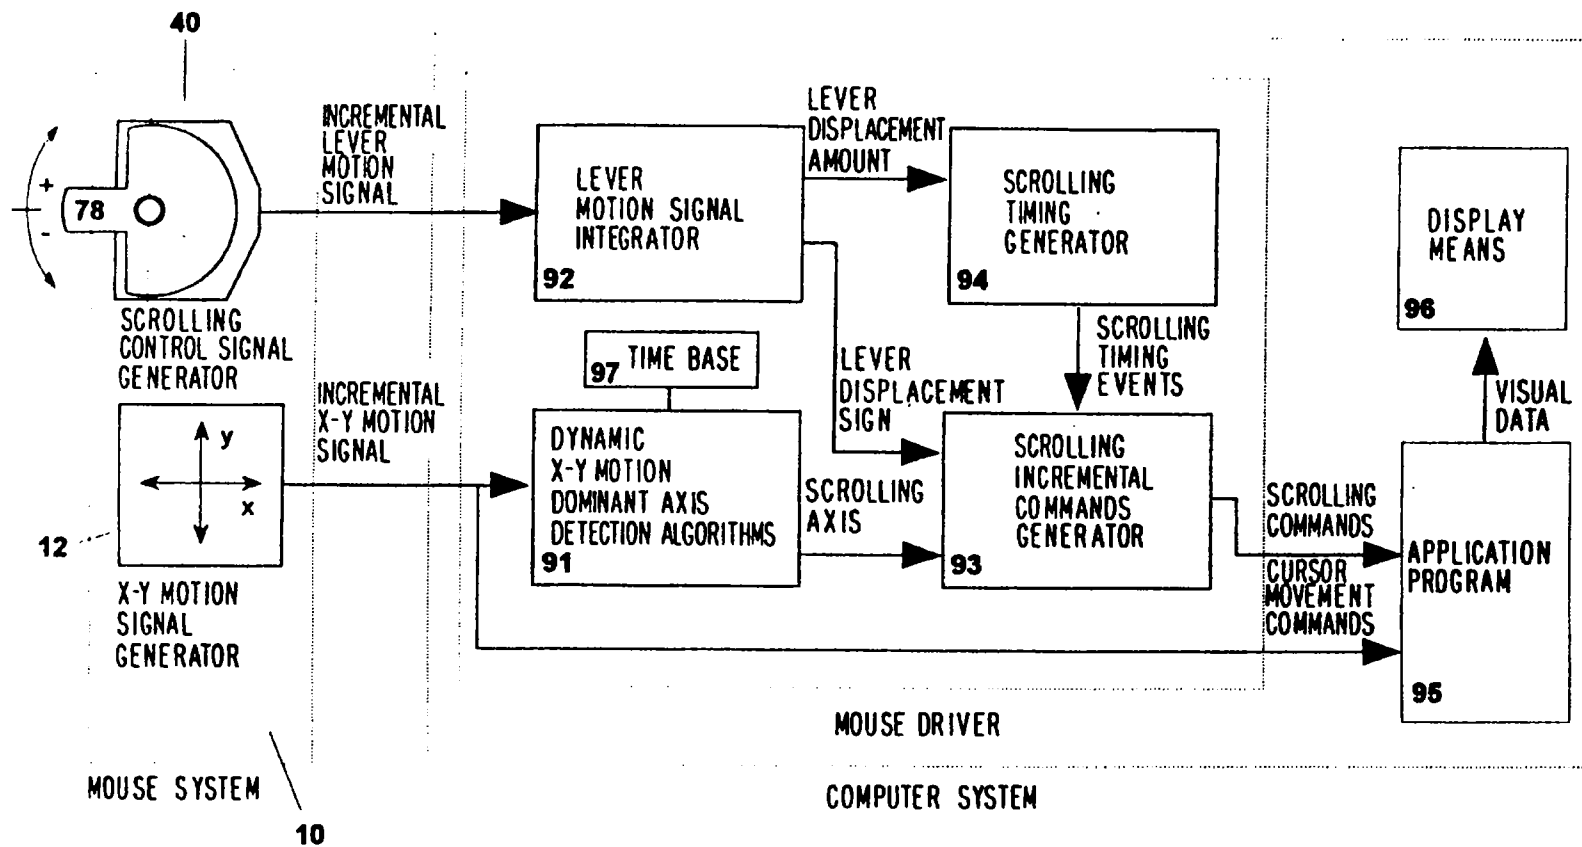 40
+
78
-
SCROLLING
CONTROL SIGNAL
GENERATOR
INCREMENTAL
LEVER
MOTION
SIGNAL
LEVER
MOTION SIGNAL
INTEGRATOR
92
LEVER
DISPLACEMENT
AMOUNT
SCROLLING
TIMING
GENERATOR
94
DISPLAY
MEANS
96
97 TIME BASE
LEVER
DISPLACEMENT
SIGN
SCROLLING
TIMING
EVENTS
VISUAL
DATA
y
x
12
X-Y MOTION
SIGNAL
GENERATOR
INCREMENTAL
X-Y MOTION
SIGNAL
DYNAMIC
X-Y MOTION
DOMINANT AXIS
DETECTION ALGORITHMS
91
SCROLLING
AXIS
SCROLLING
INCREMENTAL
COMMANDS
GENERATOR
93
SCROLLING
COMMANDS
CURSOR
MOVEMENT
COMMANDS
APPLICATION
PROGRAM
95
MOUSE DRIVER
MOUSE SYSTEM
10
COMPUTER SYSTEM